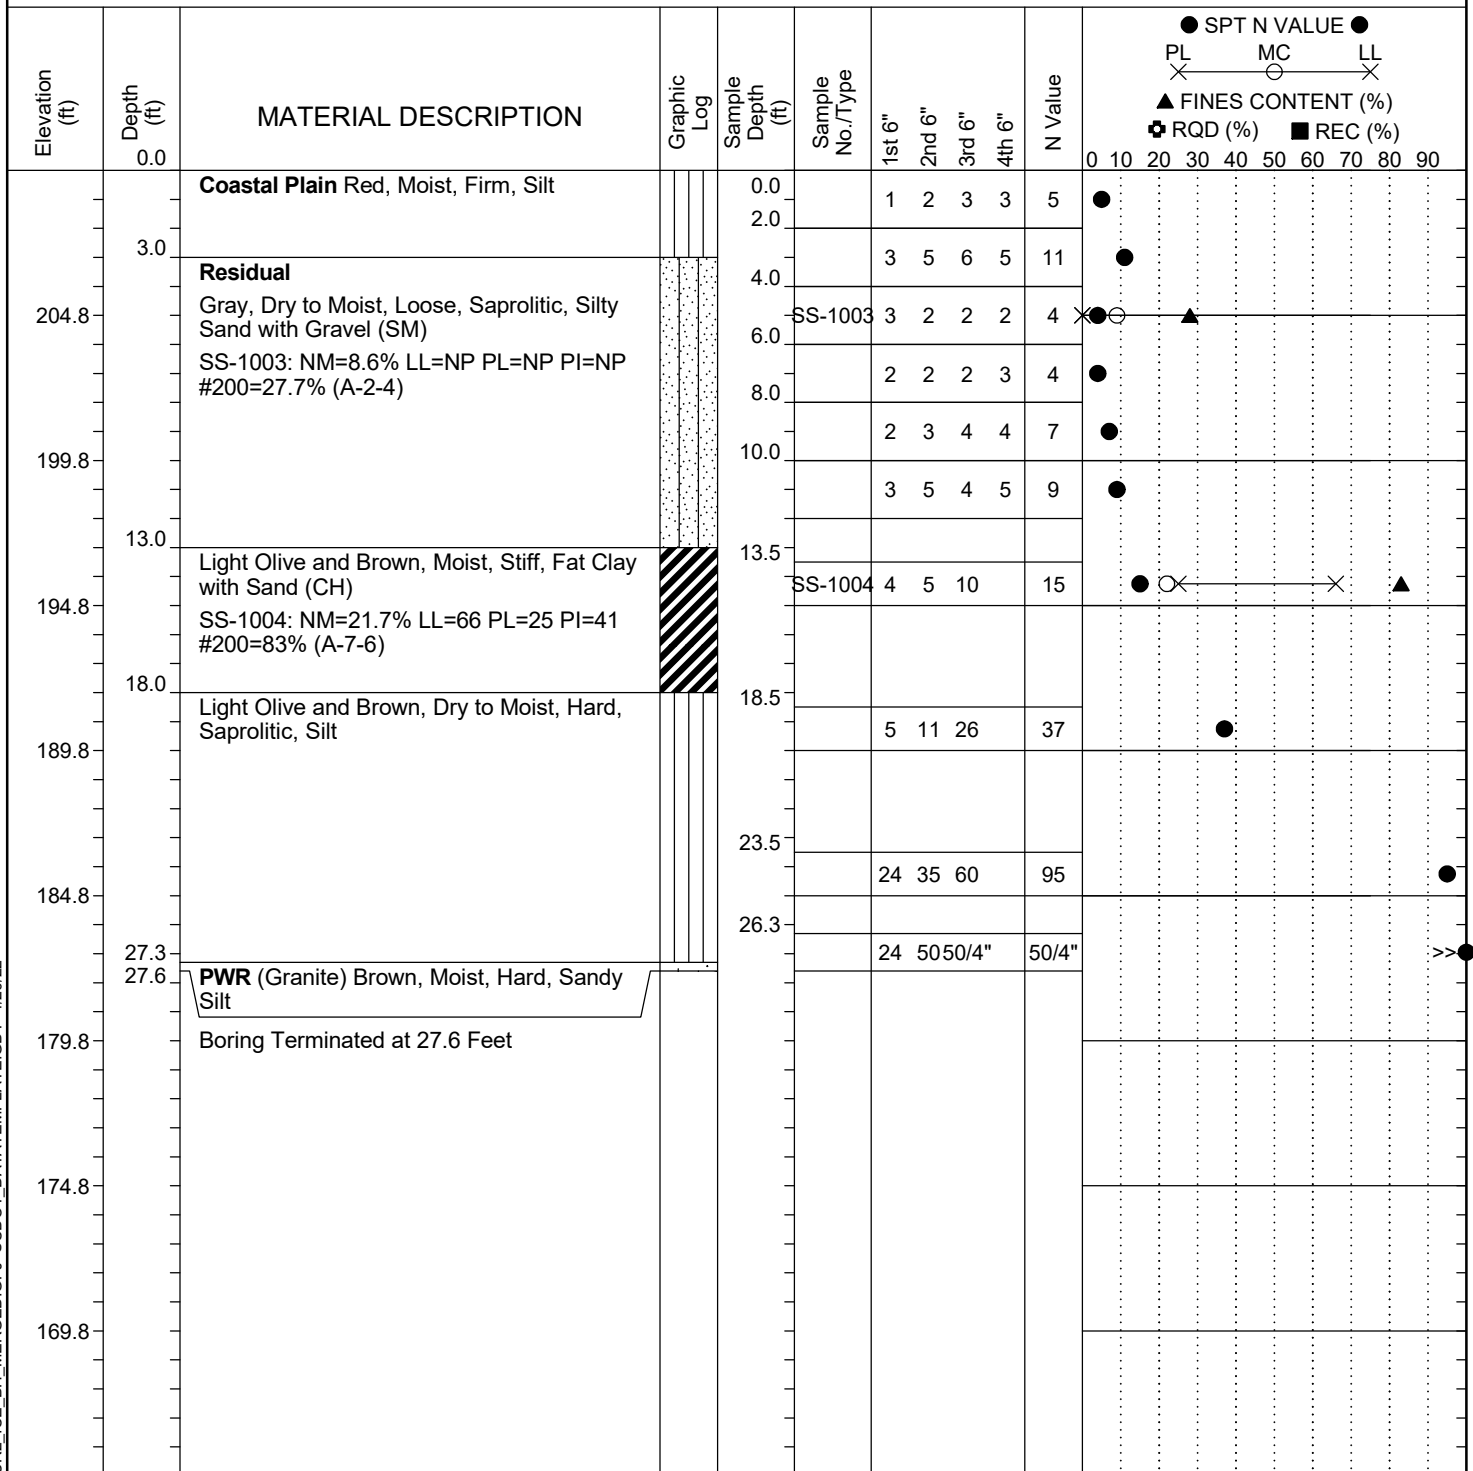 ● SPT N VALUE ●
PL MC LL
▲ FINES CONTENT (%)
RQD (%) ■ REC (%)
Elevation (ft)
Depth (ft)
MATERIAL DESCRIPTION
Graphic Log
Sample Depth (ft)
Sample No./Type
1st 6"
2nd 6"
3rd 6"
4th 6"
N Value
0.0
0 10 20 30 40 50 60 70 80 90
Coastal Plain Red, Moist, Firm, Silt
0.0
1 2 3 3 5
2.0
3.0
Residual
3 5 6 5 11
4.0
Gray, Dry to Moist, Loose, Saprolitic, Silty
Sand with Gravel (SM)
204.8
SS-1003 3 2 2 2 4
6.0
SS-1003: NM=8.6% LL=NP PL=NP PI=NP
#200=27.7% (A-2-4)
2 2 2 3 4
8.0
2 3 4 4 7
10.0
199.8
3 5 4 5 9
13.0
13.5
Light Olive and Brown, Moist, Stiff, Fat Clay
with Sand (CH)
SS-1004 4 5 10 15
194.8
SS-1004: NM=21.7% LL=66 PL=25 PI=41
#200=83% (A-7-6)
18.0
18.5
Light Olive and Brown, Dry to Moist, Hard,
Saprolitic, Silt
5 11 26 37
189.8
23.5
24 35 60 95
184.8
26.3
27.3
24 50 50/4" 50/4" >>
27.6
PWR (Granite) Brown, Moist, Hard, Sandy
Silt
179.8
Boring Terminated at 27.6 Feet
174.8
169.8